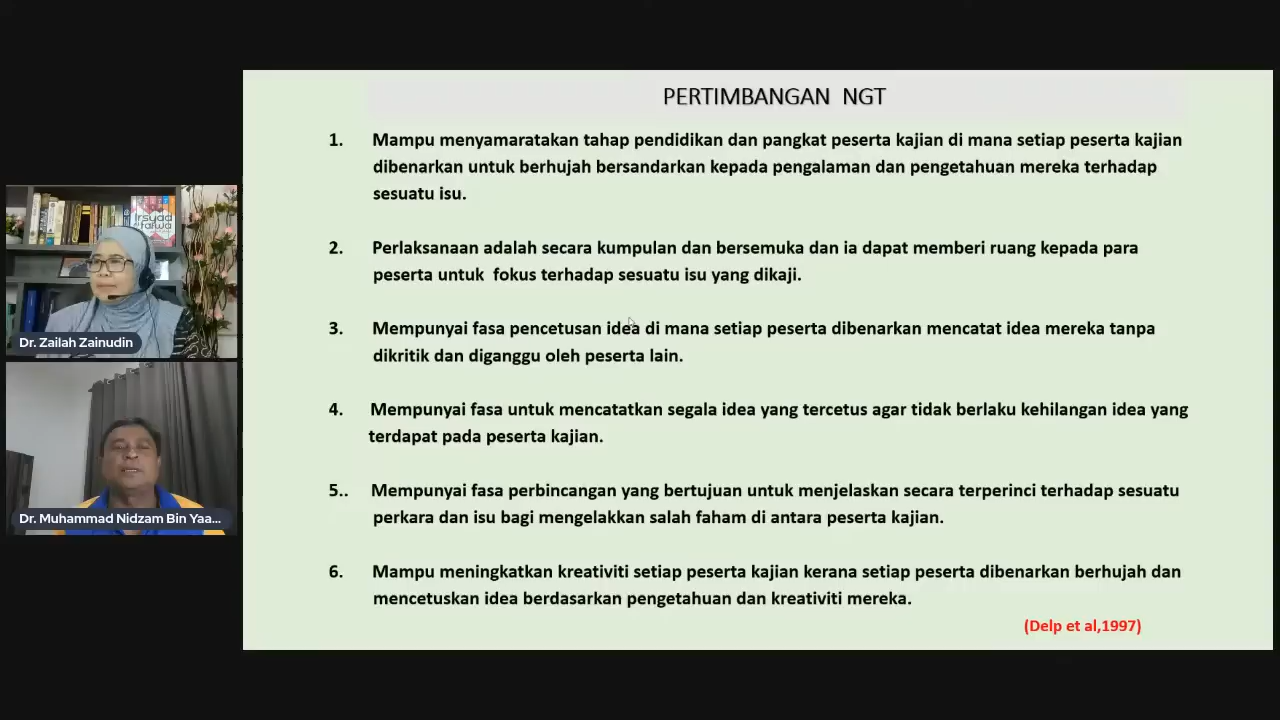 PERTIMBANGAN NGT
1. Mampu menyamaratakan tahap pendidikan dan pangkat peserta kajian di mana setiap peserta kajian
dibenarkan untuk berhujah bersandarkan kepada pengalaman dan pengetahuan mereka terhadap
sesuatu isu.
2. Perlaksanaan adalah secara kumpulan dan bersemuka dan ia dapat memberi ruang kepada para
peserta untuk fokus terhadap sesuatu isu yang dikaji.
3. Mempunyai fasa pencetusan idea di mana setiap peserta dibenarkan mencatat idea mereka tanpa
dikritik dan diganggu oleh peserta lain.
4. Mempunyai fasa untuk mencatatkan segala idea yang tercetus agar tidak berlaku kehilangan idea yang
terdapat pada peserta kajian.
5.. Mempunyai fasa perbincangan yang bertujuan untuk menjelaskan secara terperinci terhadap sesuatu
perkara dan isu bagi mengelakkan salah faham di antara peserta kajian.
6. Mampu meningkatkan kreativiti setiap peserta kajian kerana setiap peserta dibenarkan berhujah dan
mencetuskan idea berdasarkan pengetahuan dan kreativiti mereka.
(Delp et al,1997)
Irsyad
fatwa
Dr. Zailah Zainudin
Dr. Muhammad Nidzam Bin Yaa...